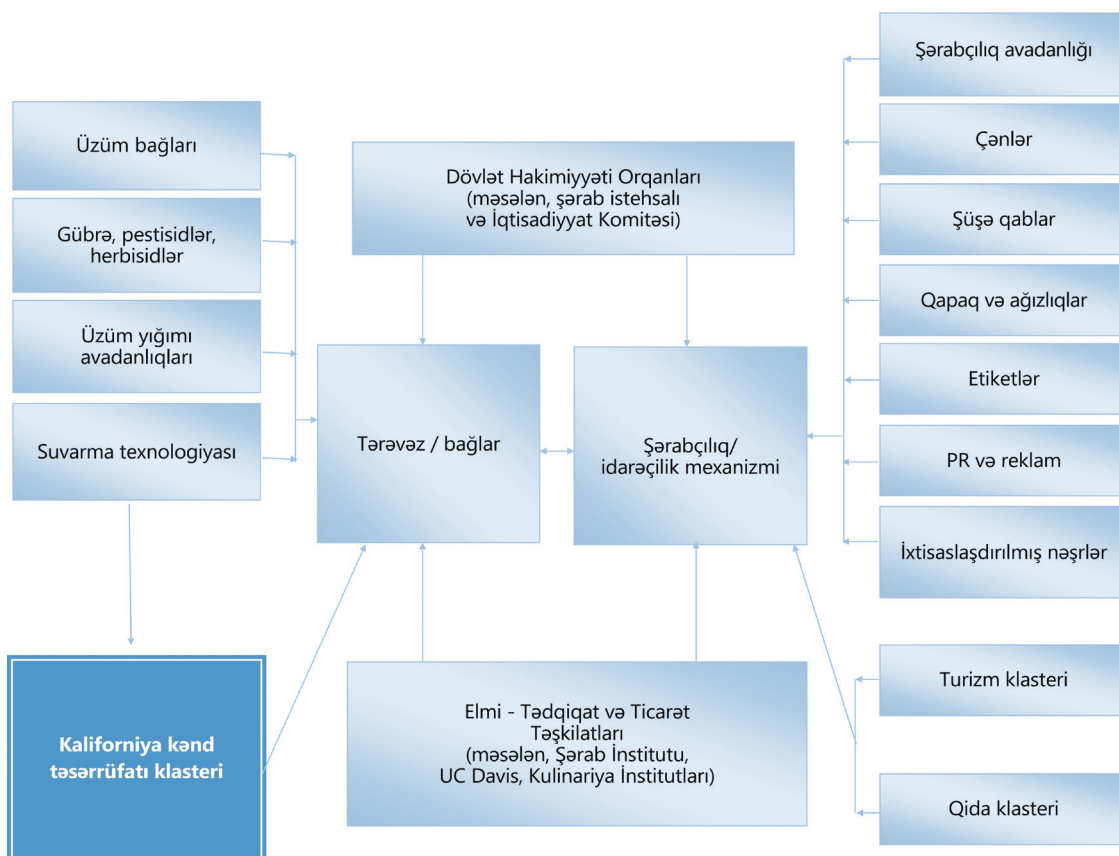 Üzüm bağları
Gübrə, pestisidlər,
herbisidlər
Üzüm yığımı
avadanlıqları
Suvarma texnologiyası
Kaliforniya kənd
təsərrüfatı klasteri
Dövlət Hakimiyyəti Orqanları
(məsələn, şərab istehsalı
və İqtisadiyyat Komitəsi)
Tərəvəz / bağlar
Şərabçılıq/
idarəçilik mexanizmi
Elmi - Tədqiqat və Ticarət
Təşkilatları
(məsələn, Şərab İnstitutu,
UC Davis, Kulinariya İnstitutları)
Şərabçılıq avadanlığı
Çənlər
Şüşə qablar
Qapaq və ağızlıqlar
Etiketlər
PR və reklam
İxtisaslaşdırılmış nəşrlər
Turizm klasteri
Qida klasteri